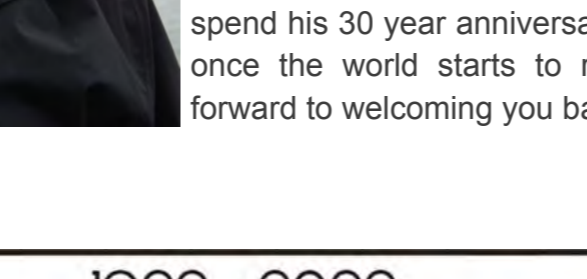 spend his 30 year anniversa
once the world starts to
forward to welcoming you ba